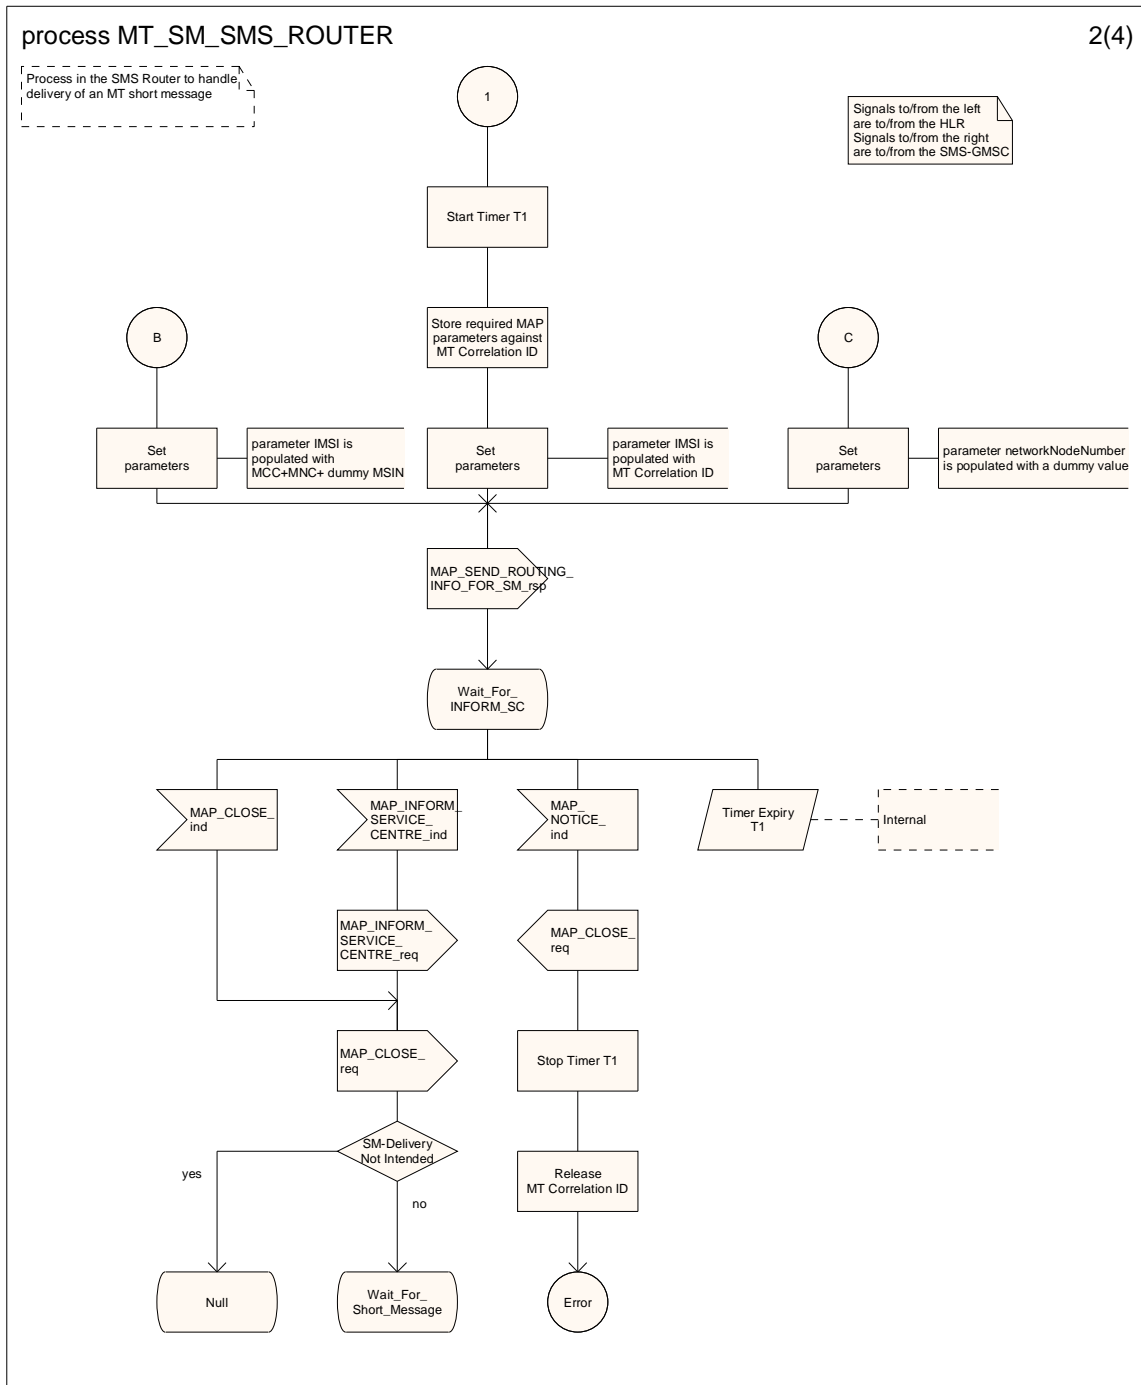 process MT_SM_SMS_ROUTER
2(4)
Process in the SMS Router to handle
delivery of an MT short message
1
Signals to/from the left
are to/from the HLR
Signals to/from the right
are to/from the SMS-GMSC
Start Timer T1
B
Store required MAP
parameters against
MT Correlation ID
C
Set
parameters
parameter IMSI is
populated with
MCC+MNC+ dummy MSIN
Set
parameters
parameter IMSI is
populated with
MT Correlation ID
Set
parameters
parameter networkNodeNumber
is populated with a dummy value
MAP_SEND_ROUTING_
INFO_FOR_SM_rsp
Wait_For_
INFORM_SC
MAP_CLOSE_
ind
MAP_INFORM_
SERVICE_
CENTRE_ind
MAP_
NOTICE_
ind
Timer Expiry
T1
Internal
MAP_INFORM_
SERVICE_
CENTRE_req
MAP_CLOSE_
req
MAP_CLOSE_
req
Stop Timer T1
SM-Delivery
Not Intended
yes
no
Release
MT Correlation ID
Null
Wait_For_
Short_Message
Error